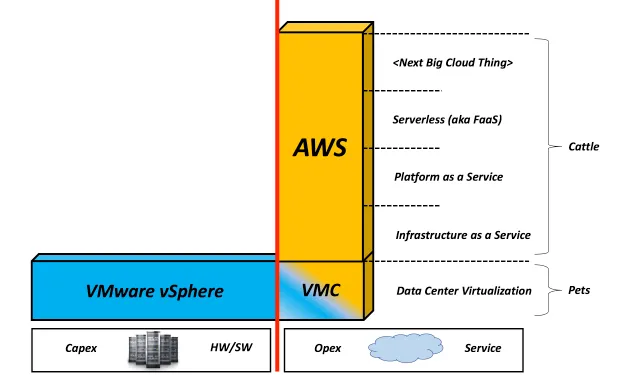 <Next Big Cloud Thing>
Serverless (aka FaaS)
AWS
Cattle
Platform as a Service
Infrastructure as a Service
VMware vSphere
VMC
Data Center Virtualization
Pets
Capex
HW/SW
Opex
Service